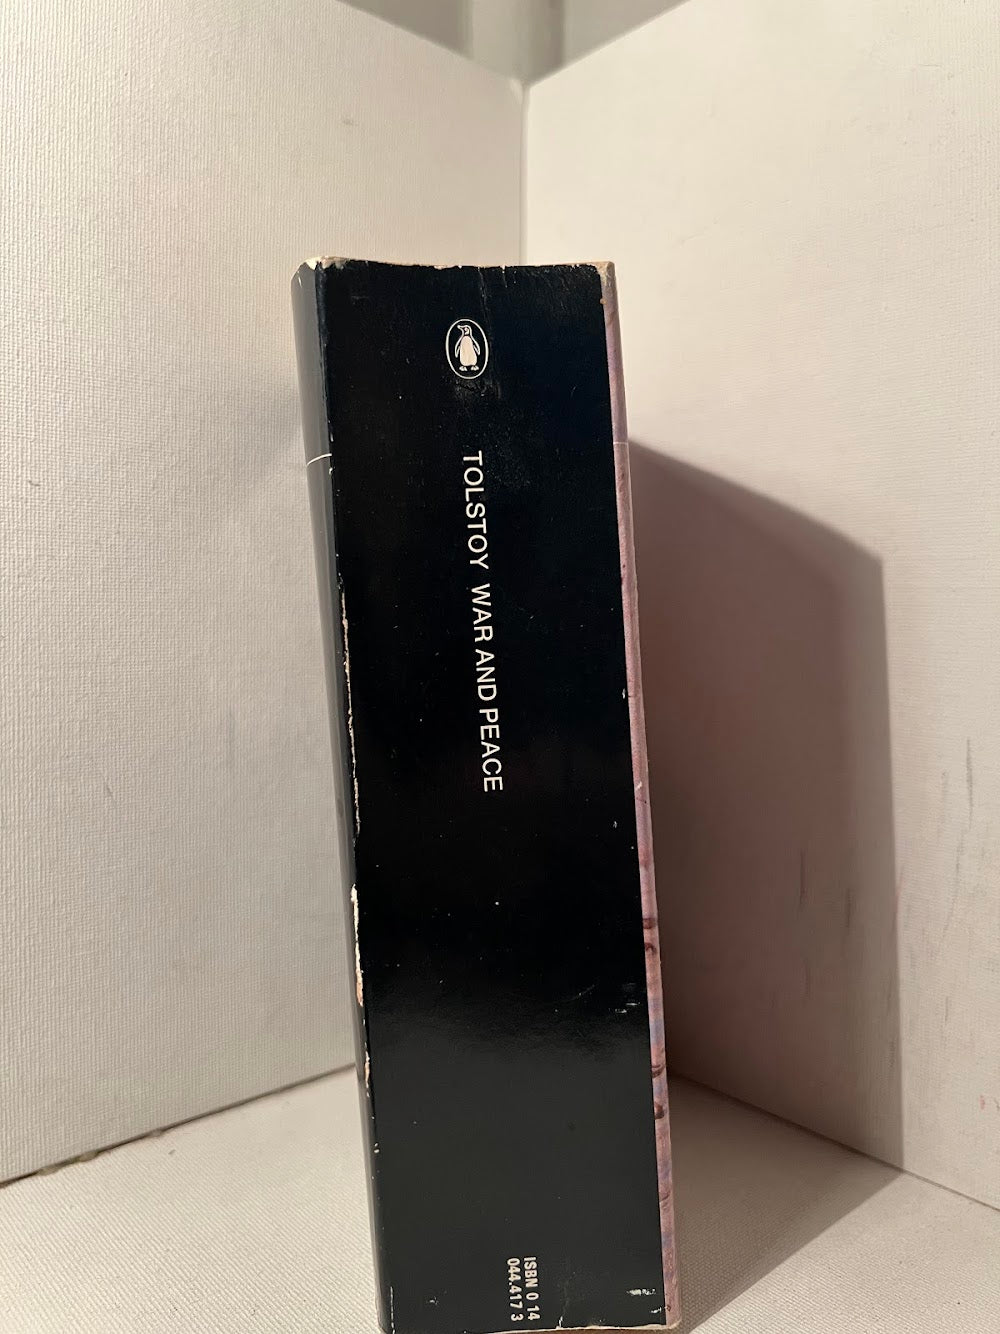 TOLSTOY WAR AND PEACE
ISBN 0 14
044.417 3